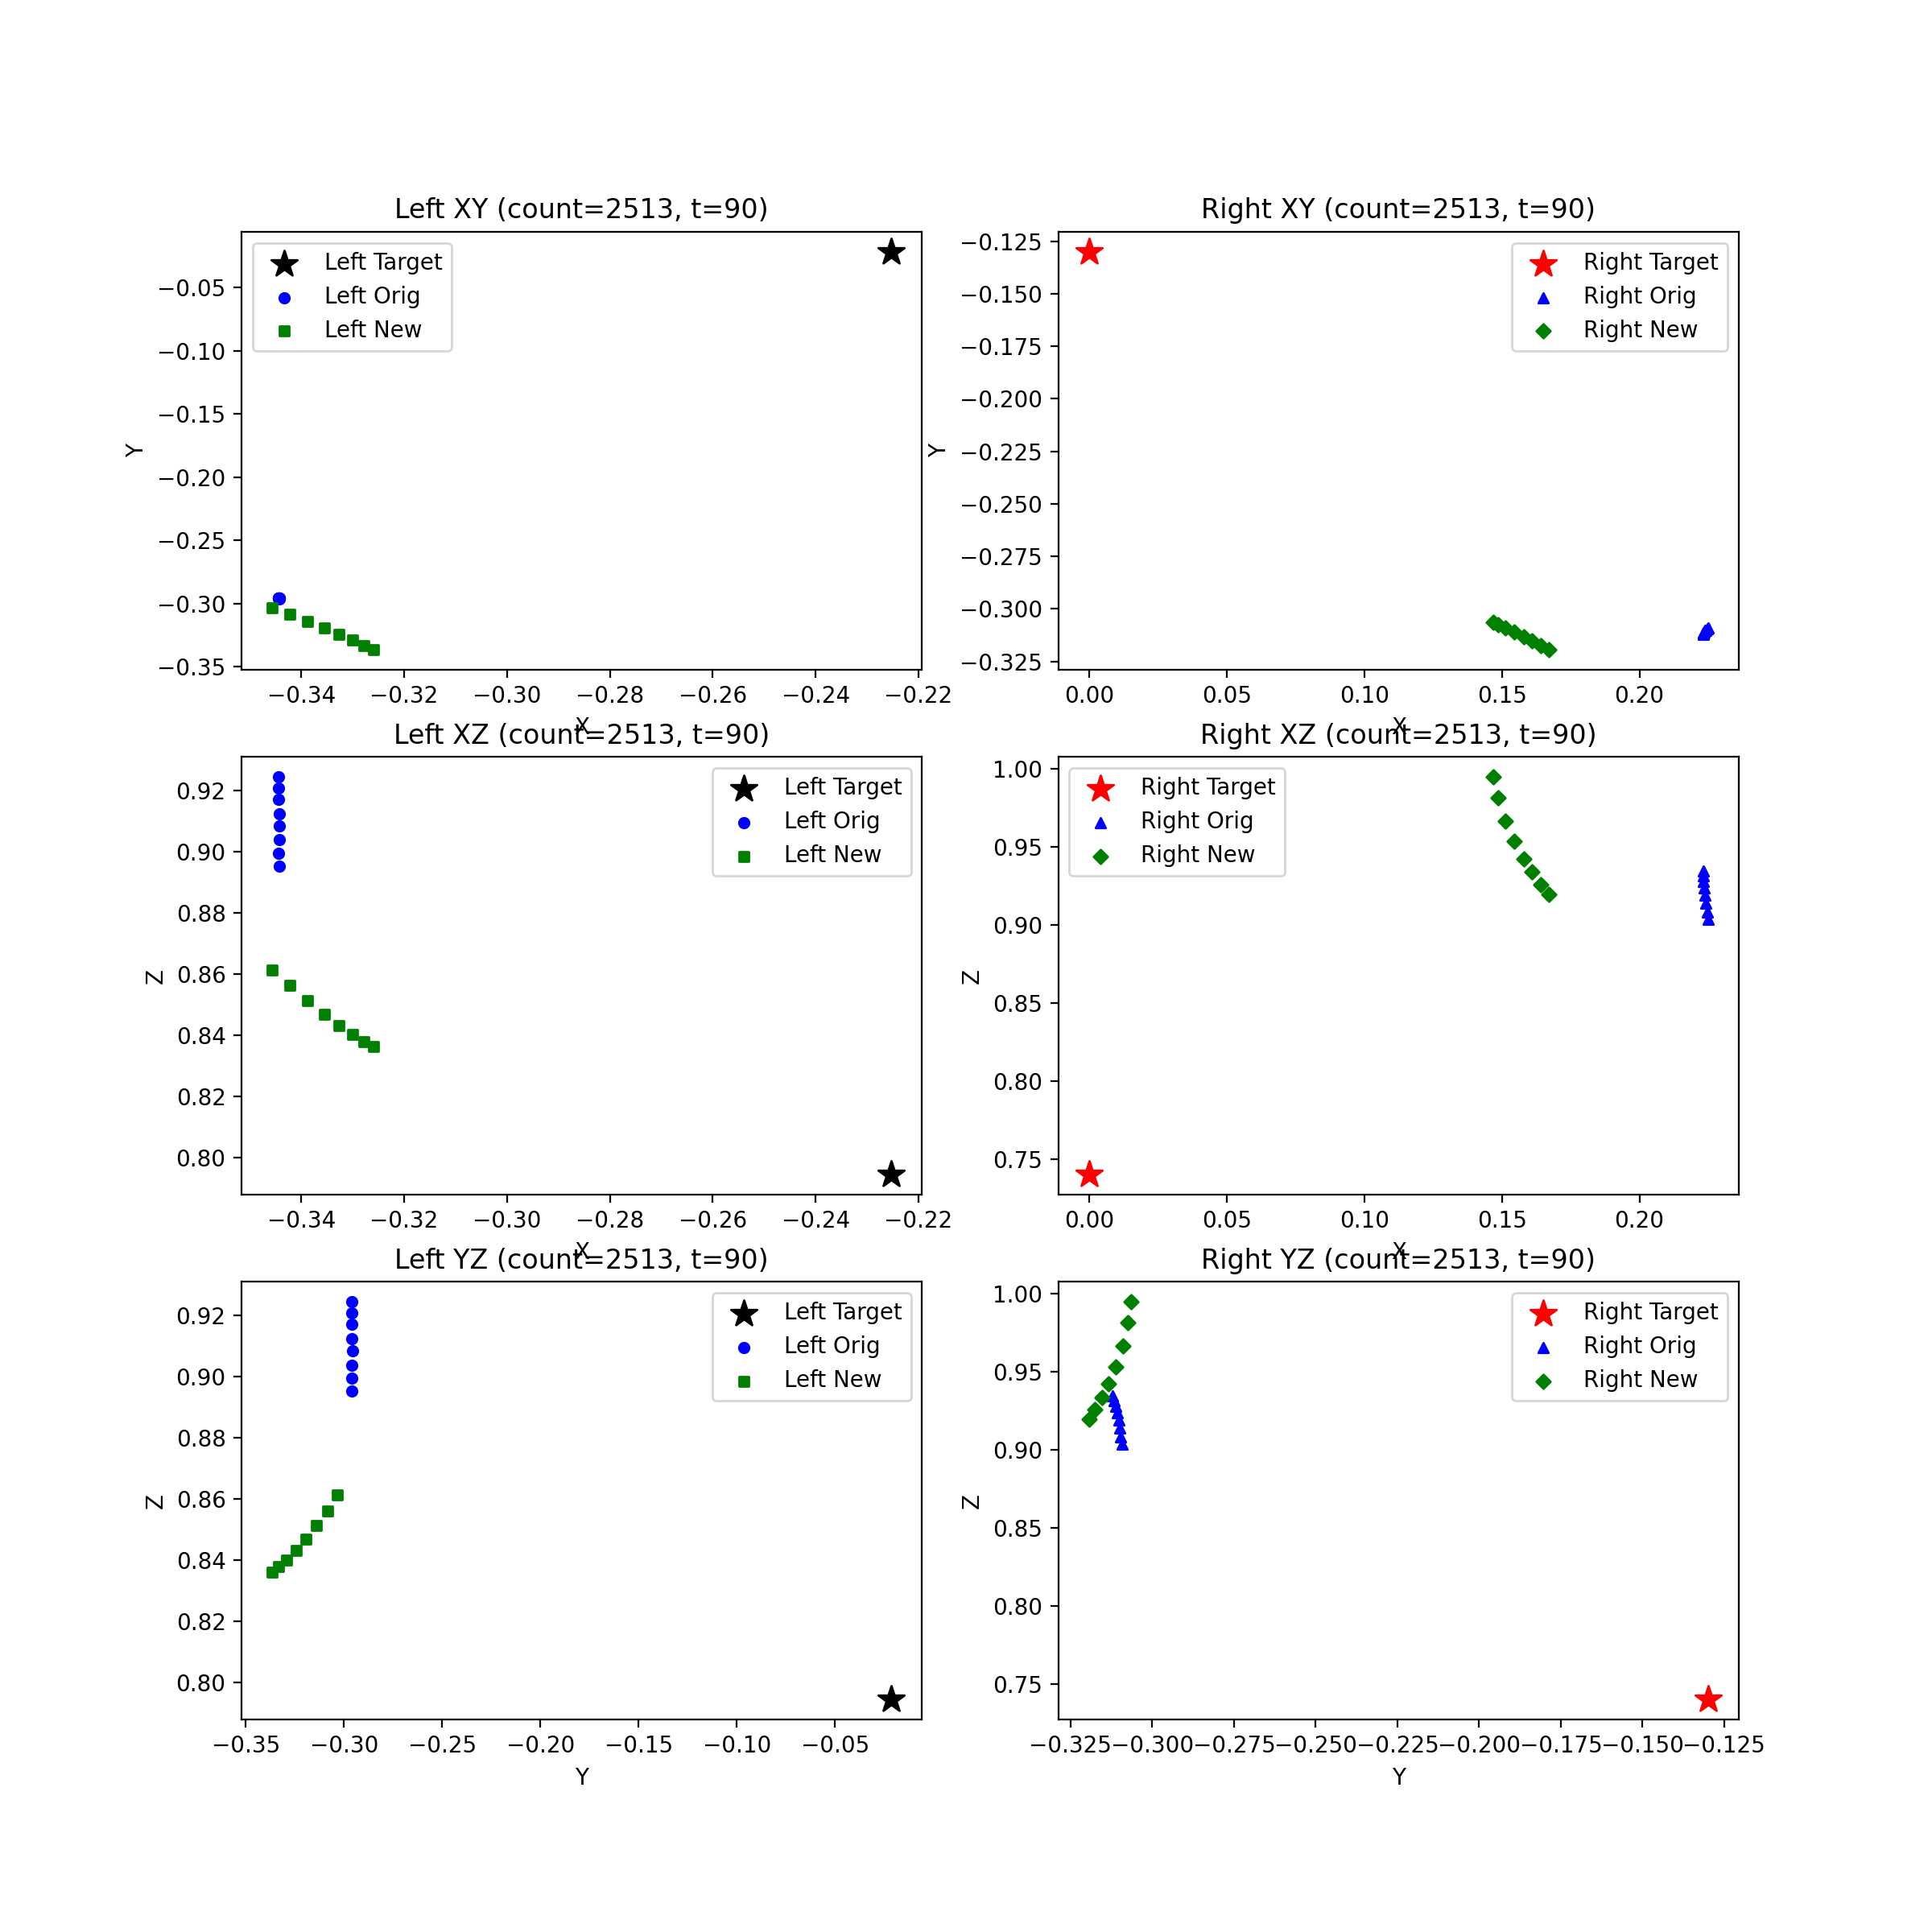 Left XY (count=2513, t=90)
Left Target
Left Orig
Left New
Y
−0.05
−0.10
−0.15
−0.20
−0.25
−0.30
−0.35
−0.34 −0.32 −0.30 −0.28 −0.26 −0.24 −0.22
X
Right XY (count=2513, t=90)
Right Target
Right Orig
Right New
Y
−0.125
−0.150
−0.175
−0.200
−0.225
−0.250
−0.275
−0.300
−0.325
0.00 0.05 0.10 0.15 0.20
X
Left XZ (count=2513, t=90)
Left Target
Left Orig
Left New
Z
0.92
0.90
0.88
0.86
0.84
0.82
0.80
−0.34 −0.32 −0.30 −0.28 −0.26 −0.24 −0.22
X
Right XZ (count=2513, t=90)
Right Target
Right Orig
Right New
Z
1.00
0.95
0.90
0.85
0.80
0.75
0.00 0.05 0.10 0.15 0.20
X
Left YZ (count=2513, t=90)
Left Target
Left Orig
Left New
Z
0.92
0.90
0.88
0.86
0.84
0.82
0.80
−0.35 −0.30 −0.25 −0.20 −0.15 −0.10 −0.05
Y
Right YZ (count=2513, t=90)
Right Target
Right Orig
Right New
Z
1.00
0.95
0.90
0.85
0.80
0.75
−0.325 −0.300 −0.275 −0.250 −0.225 −0.200 −0.175 −0.150 −0.125
Y